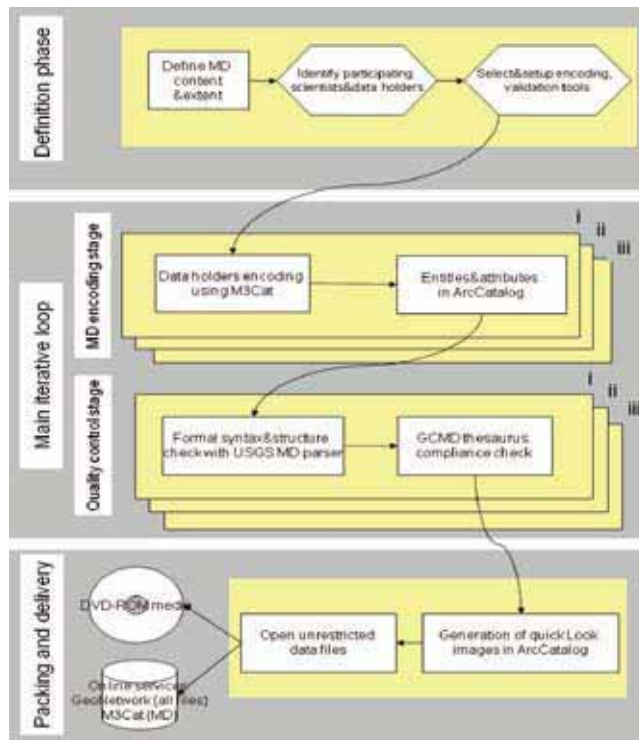 Definition phase
Define MD
content
&extent
Identify participating
scientists&data holders
Select&setup encoding,
validation tools
Main iterative loop
MD encoding stage
i
ii
iii
Data holders encoding
using M3Cat
Entities&attributes
in ArcCatalog
Quality control stage
i
ii
iii
Formal syntax&structure
check with USGS MD parser
GCMD thesaurus
compliance check
Packing and delivery
DVD-ROM media
Online services
GeoNetwork (all files)
M3Cat (MD)
Open unrestricted
data files
Generation of quick Look
images in ArcCatalog